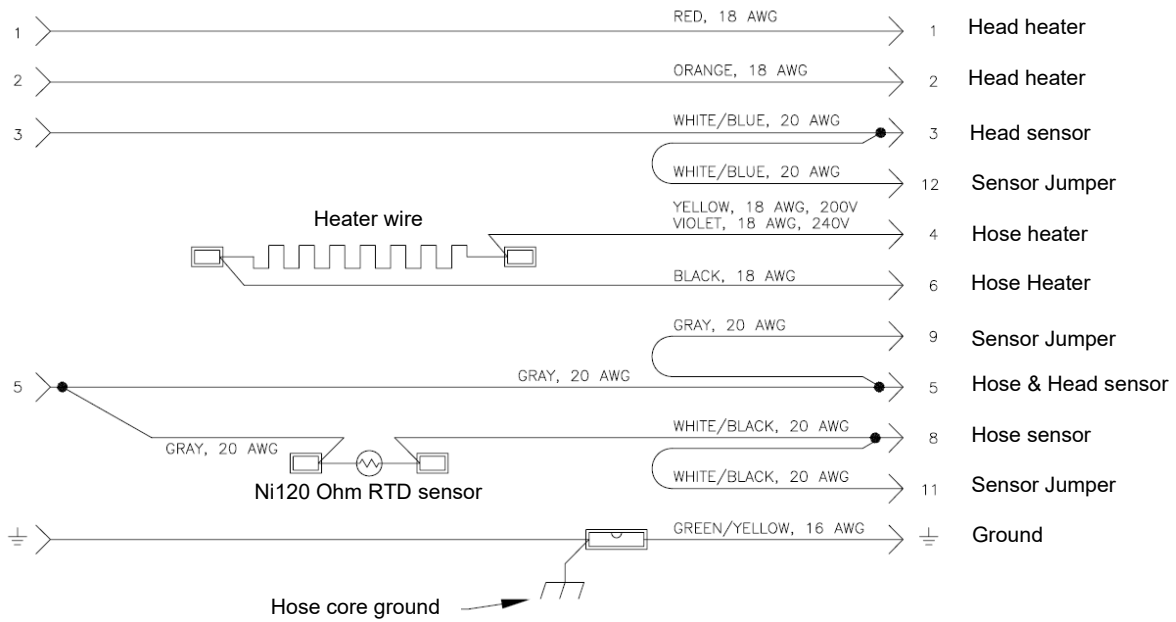 RED, 18 AWG
1 1 Head heater
ORANGE, 18 AWG
2 2 Head heater
WHITE/BLUE, 20 AWG
3 3 Head sensor
WHITE/BLUE, 20 AWG
12 Sensor Jumper
YELLOW, 18 AWG, 200V
Heater wire
VIOLET, 18 AWG, 240V
4 Hose heater
BLACK, 18 AWG
6 Hose Heater
GRAY, 20 AWG
9 Sensor Jumper
GRAY, 20 AWG
5 5 Hose & Head sensor
WHITE/BLACK, 20 AWG
8 Hose sensor
GRAY, 20 AWG
WHITE/BLACK, 20 AWG
11 Sensor Jumper
Ni120 Ohm RTD sensor
GREEN/YELLOW, 16 AWG
Ground
Hose core ground